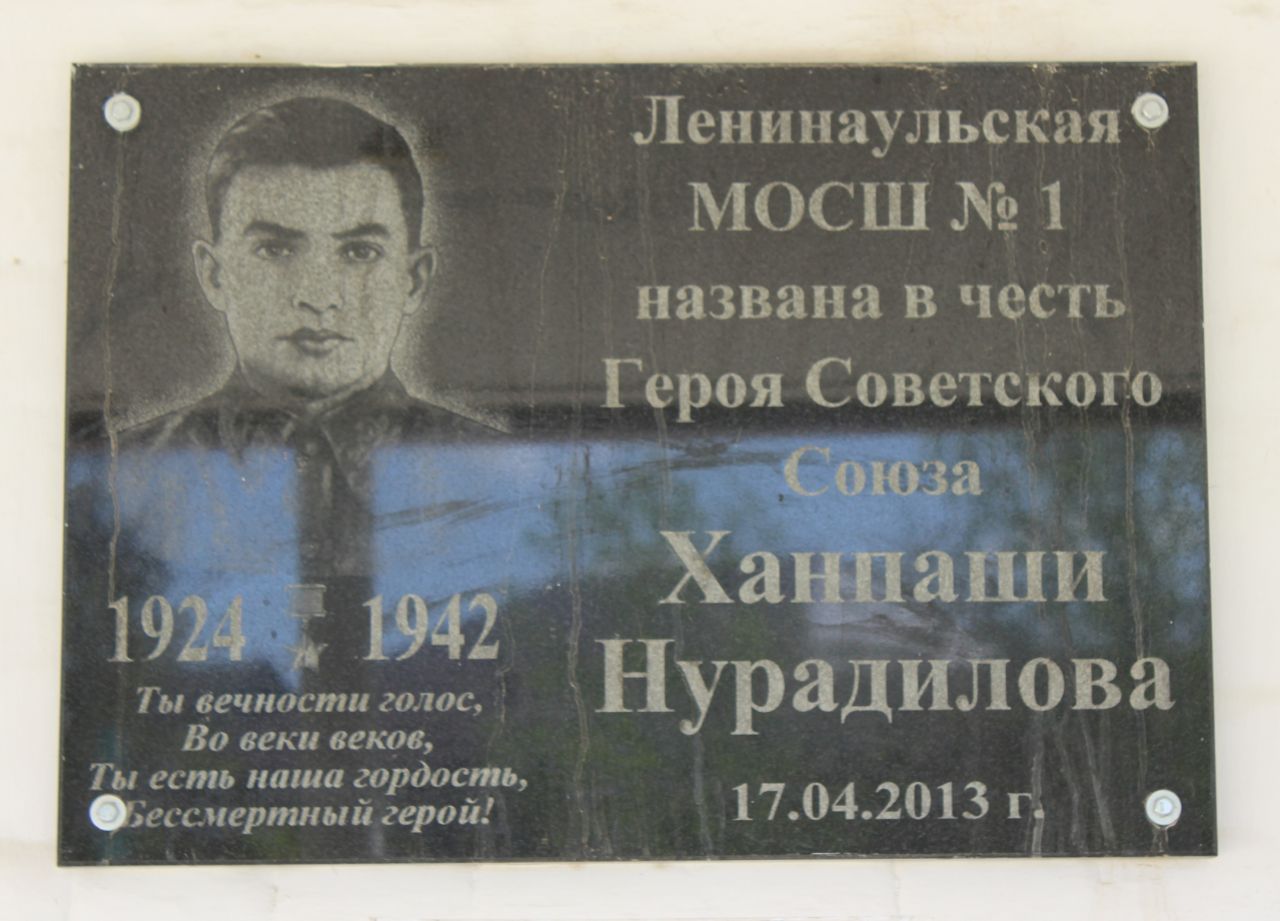 Ленинаульская
МОСШ № 1
названа в честь
Героя Советского
Союза
Ханпаши
Нурадилова
17.04.2013 г.
1924 1942
Ты вечности голос,
Во веки веков,
Ты есть наша гордость,
Бессмертный герой!